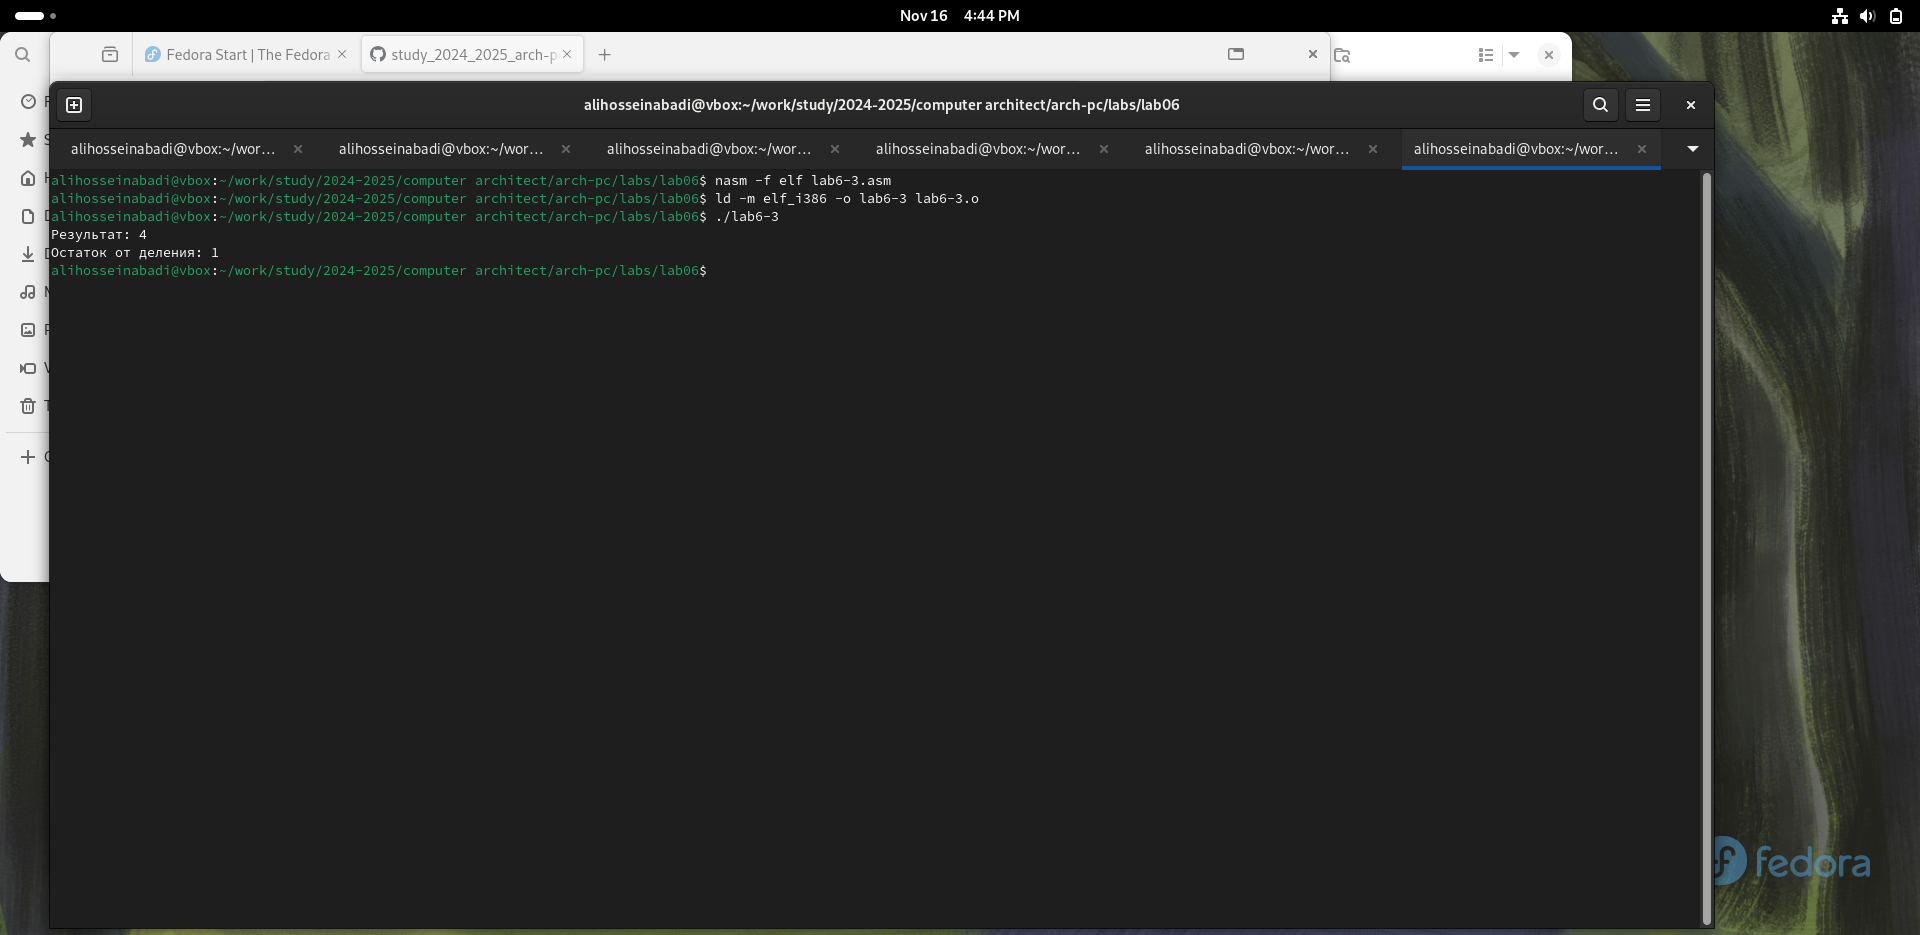 Nov 16 4:44 PM
Fedora Start | The Fedora
study_2024_2025_arch-p
alihosseinabadi@vbox:~/work/study/2024-2025/computer architect/arch-pc/labs/lab06
alihosseinabadi@vbox:~/wor… alihosseinabadi@vbox:~/wor… alihosseinabadi@vbox:~/wor… alihosseinabadi@vbox:~/wor… alihosseinabadi@vbox:~/wor… alihosseinabadi@vbox:~/wor…
alihosseinabadi@vbox:~/work/study/2024-2025/computer architect/arch-pc/labs/lab06$ nasm -f elf lab6-3.asm
alihosseinabadi@vbox:~/work/study/2024-2025/computer architect/arch-pc/labs/lab06$ ld -m elf_i386 -o lab6-3 lab6-3.o
alihosseinabadi@vbox:~/work/study/2024-2025/computer architect/arch-pc/labs/lab06$ ./lab6-3
Результат: 4
Остаток от деления: 1
alihosseinabadi@vbox:~/work/study/2024-2025/computer architect/arch-pc/labs/lab06$
fedora